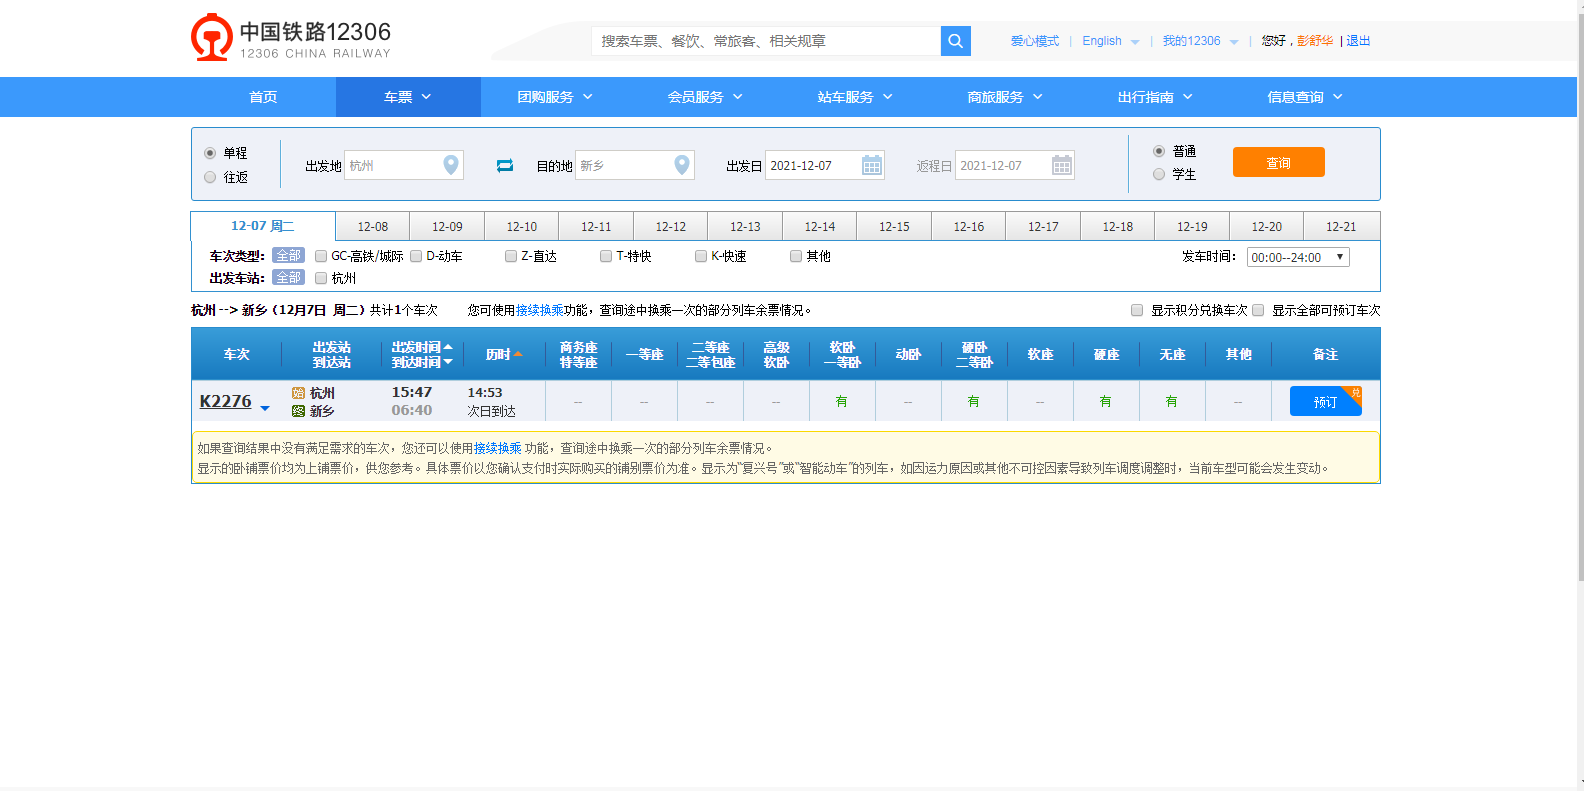 中国铁路12306
12306 CHINA RAILWAY
搜索车票、餐饮、常旅客、相关规章
爱心模式 | English | 我的12306 | 您好，彭舒华 | 退出
首页 车票 团购服务 会员服务 站车服务 商旅服务 出行指南 信息查询
单程
往返
出发地 杭州 目的地 新乡 出发日 2021-12-07 返程日 2021-12-07
普通
学生
查询
12-07 周二 12-08 12-09 12-10 12-11 12-12 12-13 12-14 12-15 12-16 12-17 12-18 12-19 12-20 12-21
车次类型： 全部 GC-高铁/城际 D-动车 Z-直达 T-特快 K-快速 其他 发车时间： 00:00--24:00
出发车站： 全部 杭州
杭州 --> 新乡（12月7日 周二）共计1个车次 您可使用接续换乘功能，查询途中换乘一次的部分列车余票情况。 显示积分兑换车次 显示全部可预订车次
车次 出发站 到达站 出发时间 到达时间 历时 商务座 特等座 一等座 二等座 二等包座 高级 软卧 软卧 一等卧 动卧 硬卧 二等卧 软座 硬座 无座 其他 备注
K2276 始 杭州 15:47 14:53 -- -- -- -- 有 -- 有 -- 有 有 -- 预订 兑
终 新乡 06:40 次日到达
如果查询结果中没有满足需求的车次，您还可以使用接续换乘 功能，查询途中换乘一次的部分列车余票情况。
显示的卧铺票价均为上铺票价，供您参考。具体票价以您确认支付时实际购买的铺别票价为准。显示为“复兴号”或“智能动车”的列车，如因运力原因或其他不可控因素导致列车调度调整时，当前车型可能会发生变动。